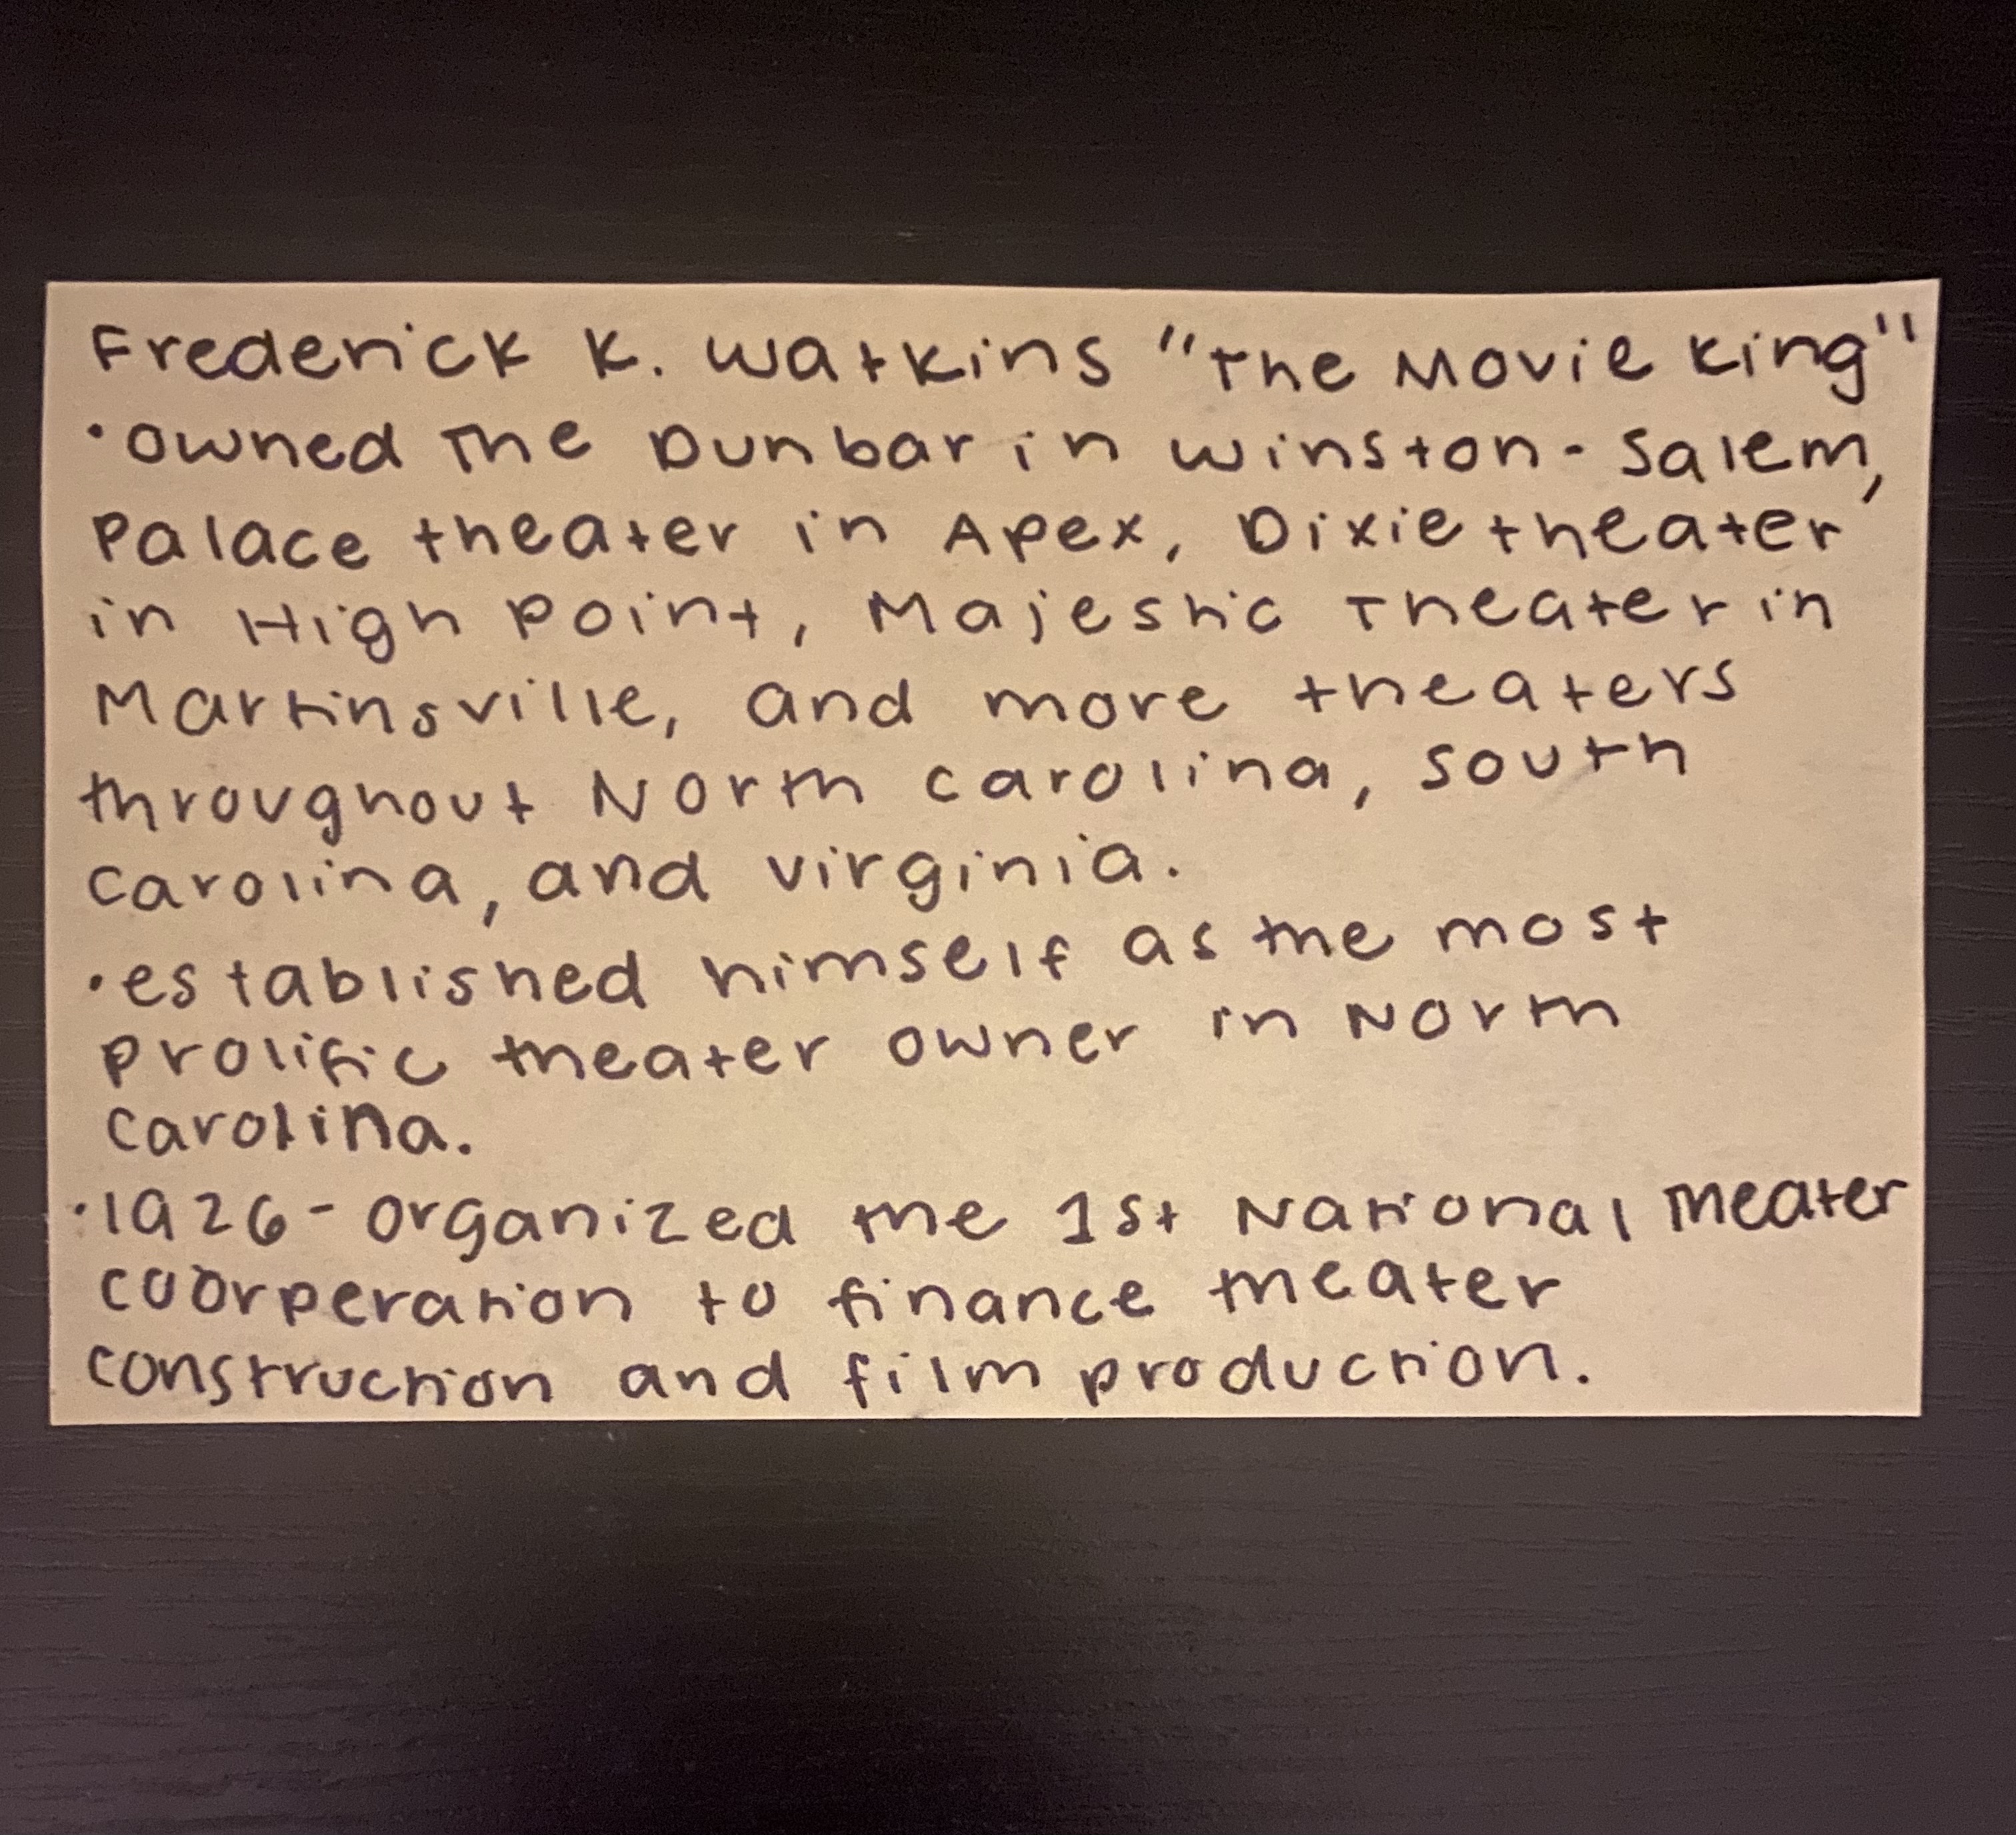 Frederick K. Watkins "The Movie King"
• owned the Dunbar in Winston-Salem,
Palace theater in Apex, Dixie theater
in High Point, Majestic Theater in
Martinsville, and more theaters
throughout North Carolina, South
Carolina, and Virginia.
• established himself as the most
prolific theater owner in North
Carolina.
• 1926 - organized the 1st National Theater
coorperation to finance theater
construction and film production.